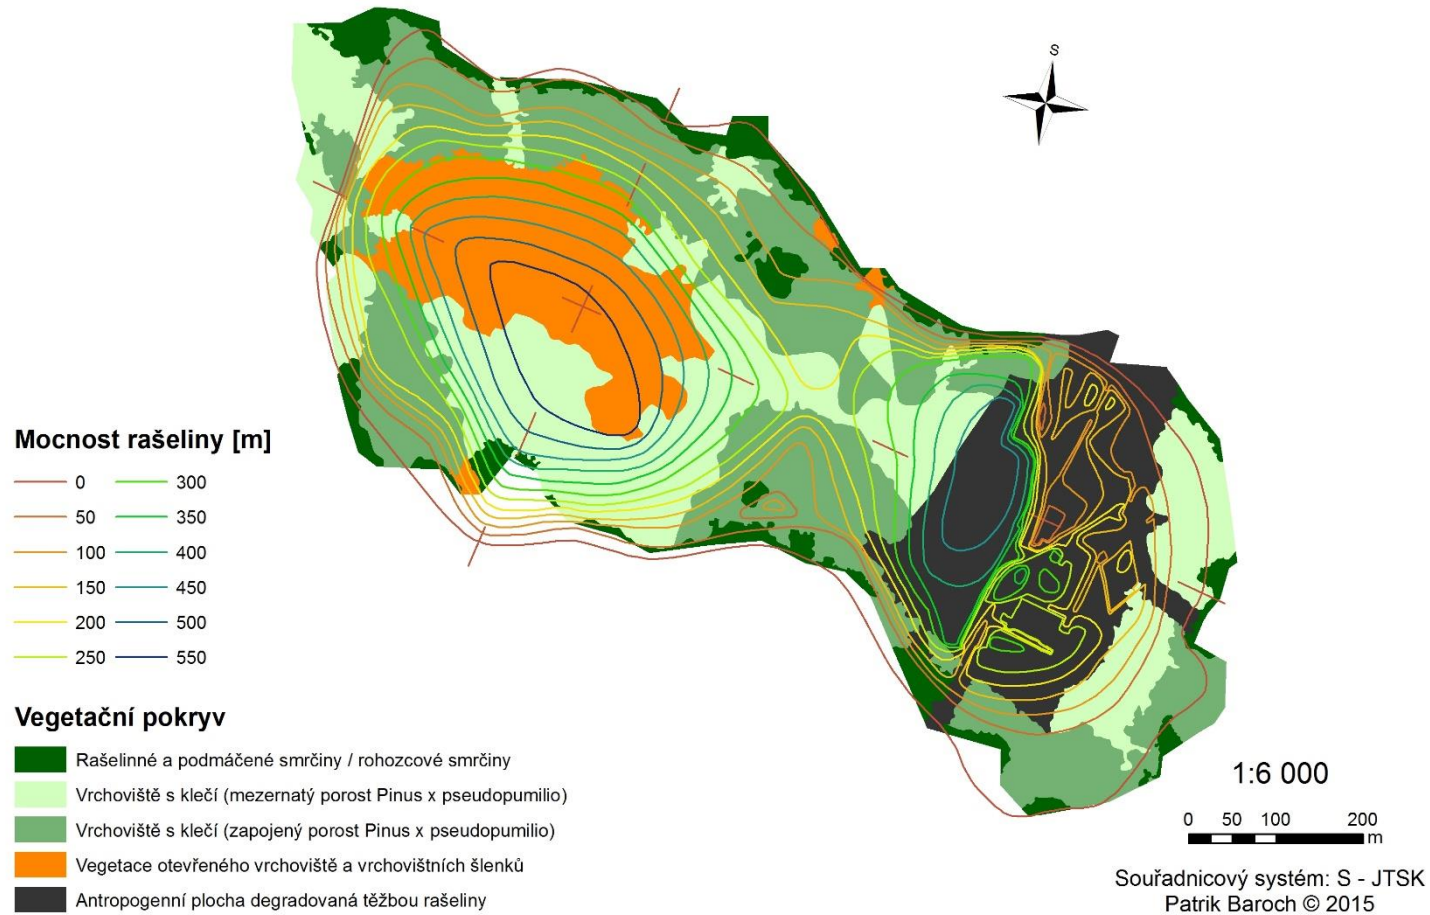 S
Mocnost rašeliny [m]
0 300
50 350
100 400
150 450
200 500
250 550
Vegetační pokryv
Rašelinné a podmáčené smrčiny / rohozcové smrčiny
Vrchoviště s klečí (mezernatý porost Pinus x pseudopumilio)
Vrchoviště s klečí (zapojený porost Pinus x pseudopumilio)
Vegetace otevřeného vrchoviště a vrchovištních šlenků
Antropogenní plocha degradovaná těžbou rašeliny
1:6 000
0 50 100 200
m
Souřadnicový systém: S - JTSK
Patrik Baroch © 2015